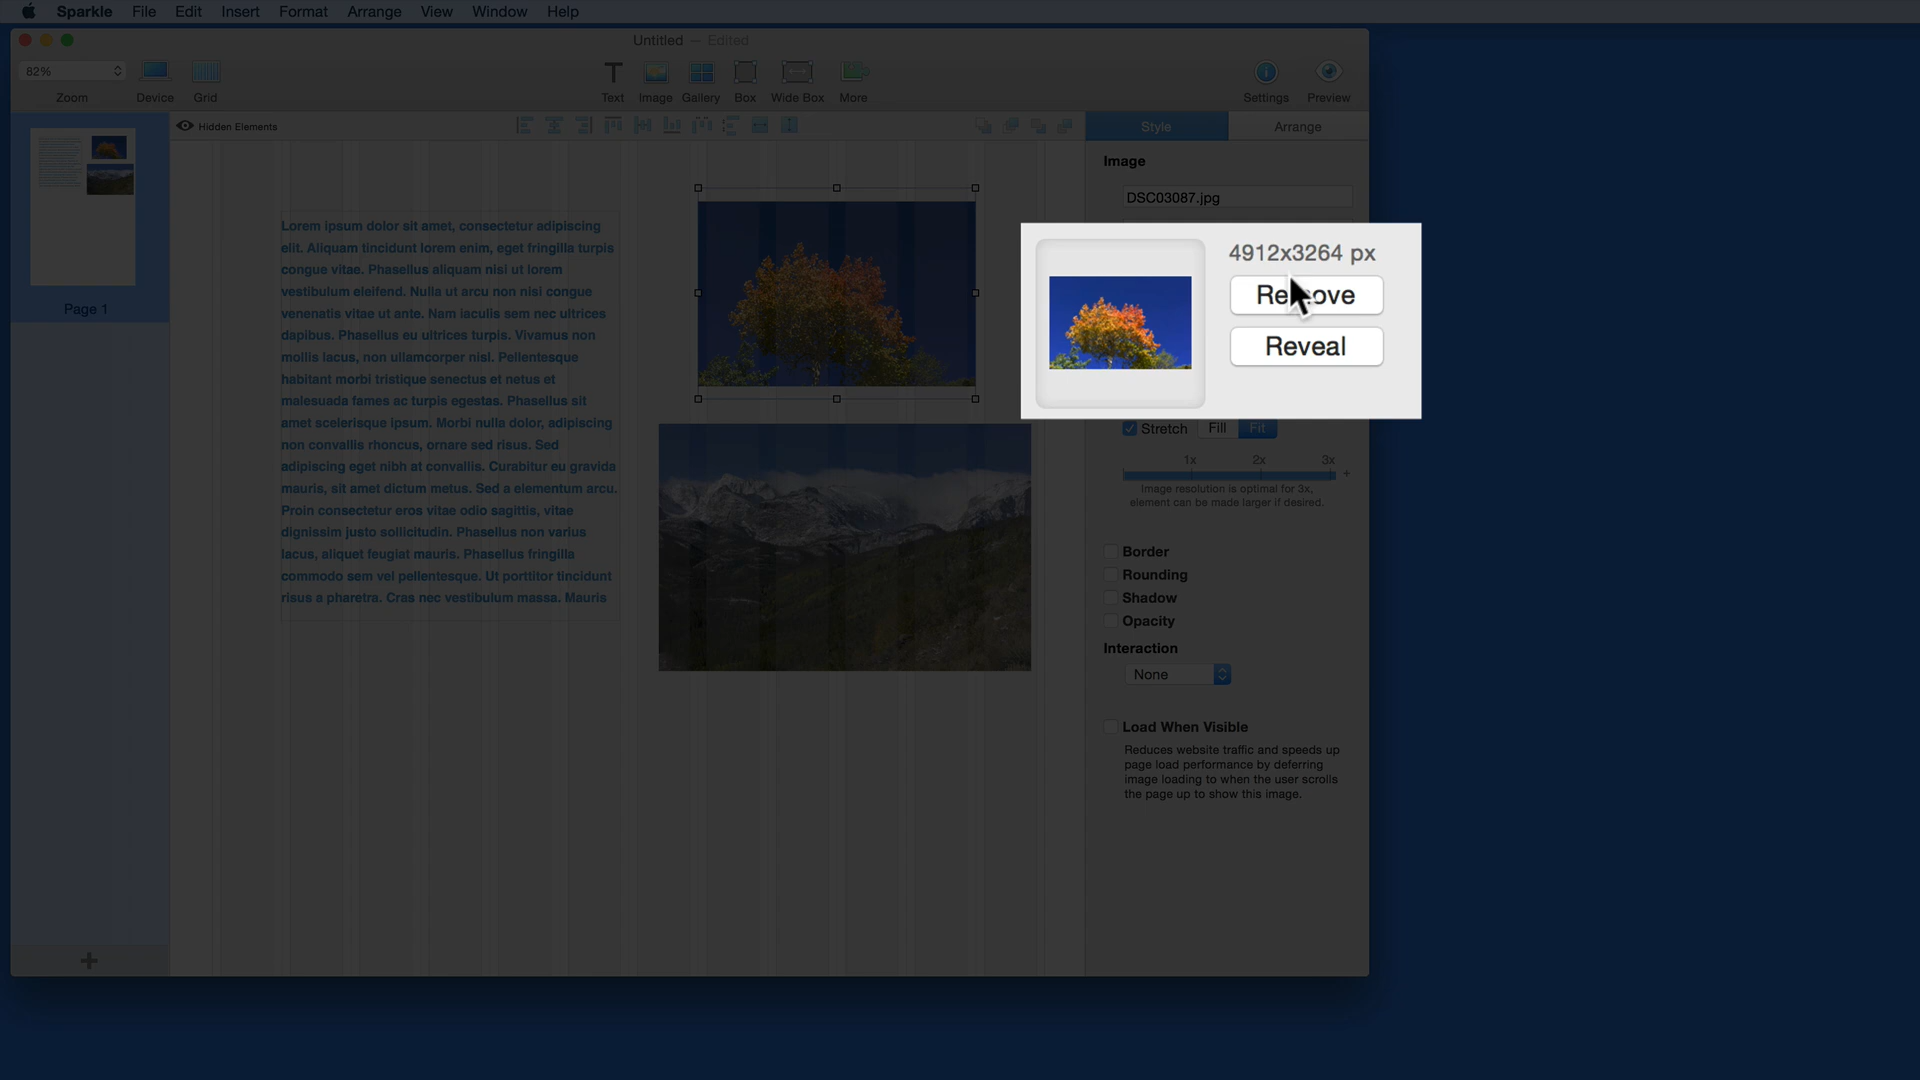 Sparkle File Edit Insert Format Arrange View Window Help
Untitled — Edited
82%
Zoom Device Grid
Text Image Gallery Box Wide Box More
Settings Preview
Hidden Elements
Style Arrange
Page 1
Lorem ipsum dolor sit amet, consectetur adipiscing
elit. Aliquam tincidunt lorem enim, eget fringilla turpis
congue vitae. Phasellus aliquam nisi ut lorem
vestibulum eleifend. Nulla ut arcu non nisi congue
venenatis vitae ut ante. Nam iaculis sem nec ultrices
dapibus. Phasellus eu ultrices turpis. Vivamus non
mollis lacus, non ullamcorper nisl. Pellentesque
habitant morbi tristique senectus et netus et
malesuada fames ac turpis egestas. Phasellus sit
amet scelerisque ipsum. Morbi nulla dolor, adipiscing
non convallis rhoncus, ornare sed risus. Sed
adipiscing eget nibh at convallis. Curabitur eu gravida
mauris, sit amet dictum metus. Sed a elementum arcu.
Proin consectetur eros vitae odio sagittis, vitae
dignissim justo sollicitudin. Phasellus non varius
lacus, aliquet feugiat mauris. Phasellus fringilla
commodo sem vel pellentesque. Ut porttitor tincidunt
risus a pharetra. Cras nec vestibulum massa. Mauris
Image
DSC03087.jpg
4912x3264 px
Remove
Reveal
Stretch Fill Fit
1x 2x 3x
+
Image resolution is optimal for 3x,
element can be made larger if desired.
Border
Rounding
Shadow
Opacity
Interaction
None
Load When Visible
Reduces website traffic and speeds up
page load performance by deferring
image loading to when the user scrolls
the page up to show this image.